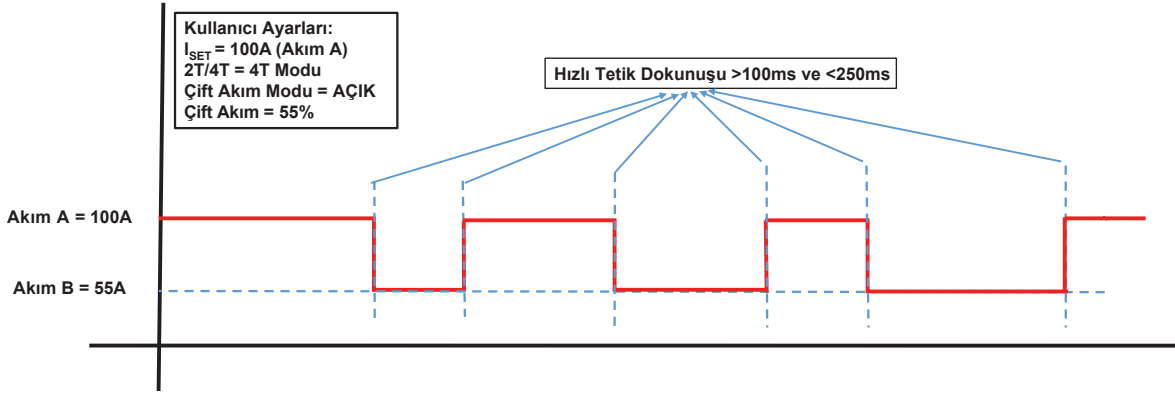 Kullanıcı Ayarları:
I_SET = 100A (Akım A)
2T/4T = 4T Modu
Çift Akım Modu = AÇIK
Çift Akım = 55%
Hızlı Tetik Dokunuşu >100ms ve <250ms
Akım A = 100A
Akım B = 55A